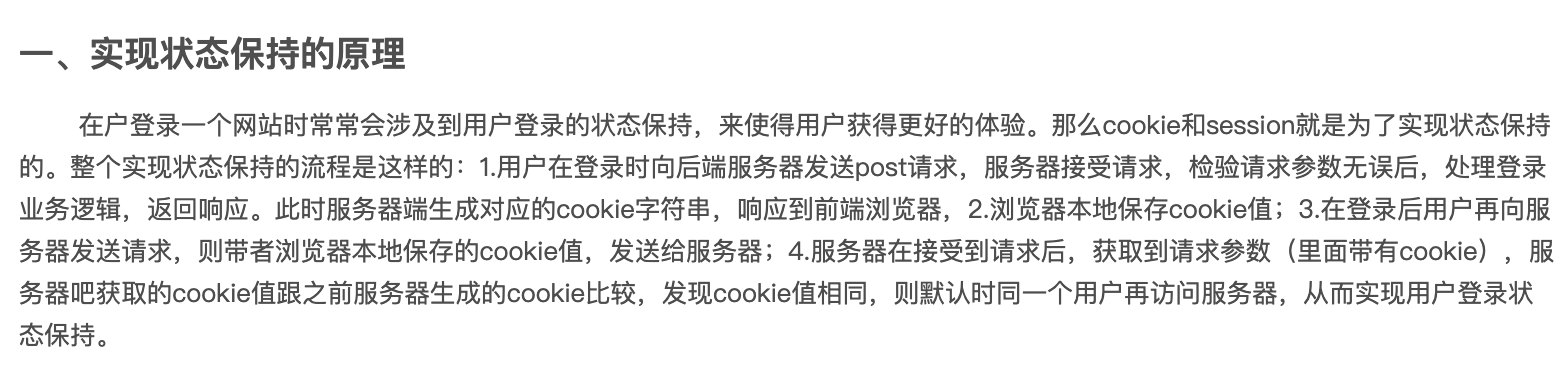 一、实现状态保持的原理
在户登录一个网站时常常会涉及到用户登录的状态保持，来使得用户获得更好的体验。那么cookie和session就是为了实现状态保持
的。整个实现状态保持的流程是这样的：1.用户在登录时向后端服务器发送post请求，服务器接受请求，检验请求参数无误后，处理登录
业务逻辑，返回响应。此时服务器端生成对应的cookie字符串，响应到前端浏览器，2.浏览器本地保存cookie值；3.在登录后用户再向服
务器发送请求，则带者浏览器本地保存的cookie值，发送给服务器；4.服务器在接受到请求后，获取到请求参数（里面带有cookie），服
务器吧获取的cookie值跟之前服务器生成的cookie比较，发现cookie值相同，则默认时同一个用户再访问服务器，从而实现用户登录状
态保持。